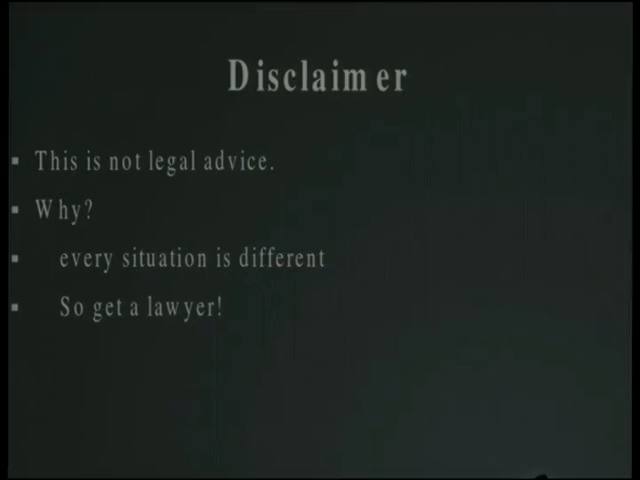 Disclaimer
▪ This is not legal advice.
▪ Why?
▪ every situation is different
▪ So get a lawyer!